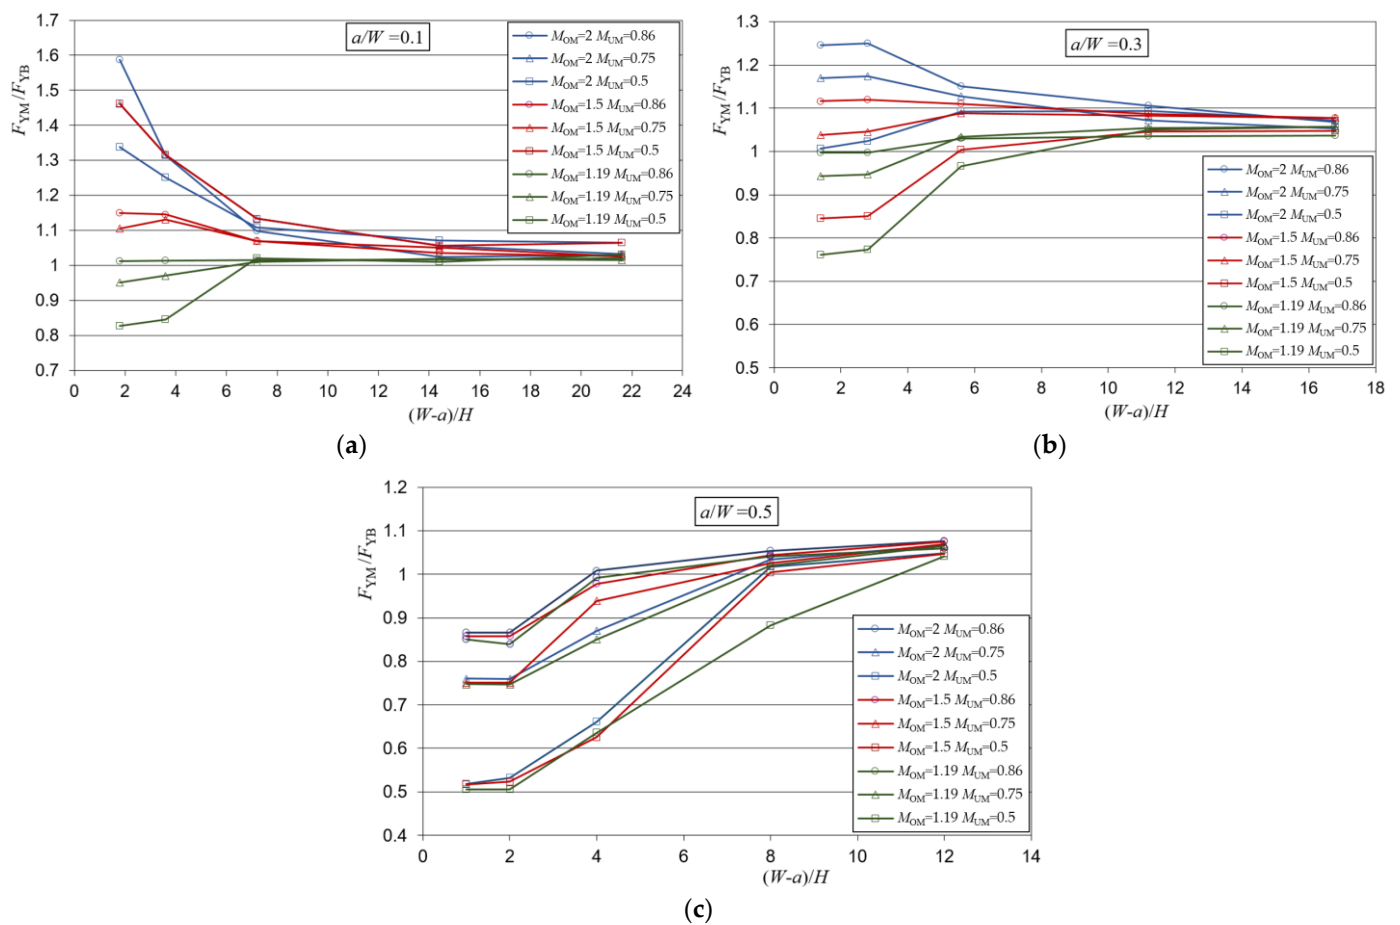 a/W =0.1
F_YM/F_YB
1.7
1.6
1.5
1.4
1.3
1.2
1.1
1
0.9
0.8
0.7
0 2 4 6 8 10 12 14 16 18 20 22 24
(W-a)/H
M_OM=2 M_UM=0.86
M_OM=2 M_UM=0.75
M_OM=2 M_UM=0.5
M_OM=1.5 M_UM=0.86
M_OM=1.5 M_UM=0.75
M_OM=1.5 M_UM=0.5
M_OM=1.19 M_UM=0.86
M_OM=1.19 M_UM=0.75
M_OM=1.19 M_UM=0.5
(a)
a/W =0.3
F_YM/F_YB
1.3
1.2
1.1
1
0.9
0.8
0.7
0.6
0.5
0 2 4 6 8 10 12 14 16 18
(W-a)/H
M_OM=2 M_UM=0.86
M_OM=2 M_UM=0.75
M_OM=2 M_UM=0.5
M_OM=1.5 M_UM=0.86
M_OM=1.5 M_UM=0.75
M_OM=1.5 M_UM=0.5
M_OM=1.19 M_UM=0.86
M_OM=1.19 M_UM=0.75
M_OM=1.19 M_UM=0.5
(b)
a/W =0.5
F_YM/F_YB
1.2
1.1
1
0.9
0.8
0.7
0.6
0.5
0.4
0 2 4 6 8 10 12 14
(W-a)/H
M_OM=2 M_UM=0.86
M_OM=2 M_UM=0.75
M_OM=2 M_UM=0.5
M_OM=1.5 M_UM=0.86
M_OM=1.5 M_UM=0.75
M_OM=1.5 M_UM=0.5
M_OM=1.19 M_UM=0.86
M_OM=1.19 M_UM=0.75
M_OM=1.19 M_UM=0.5
(c)